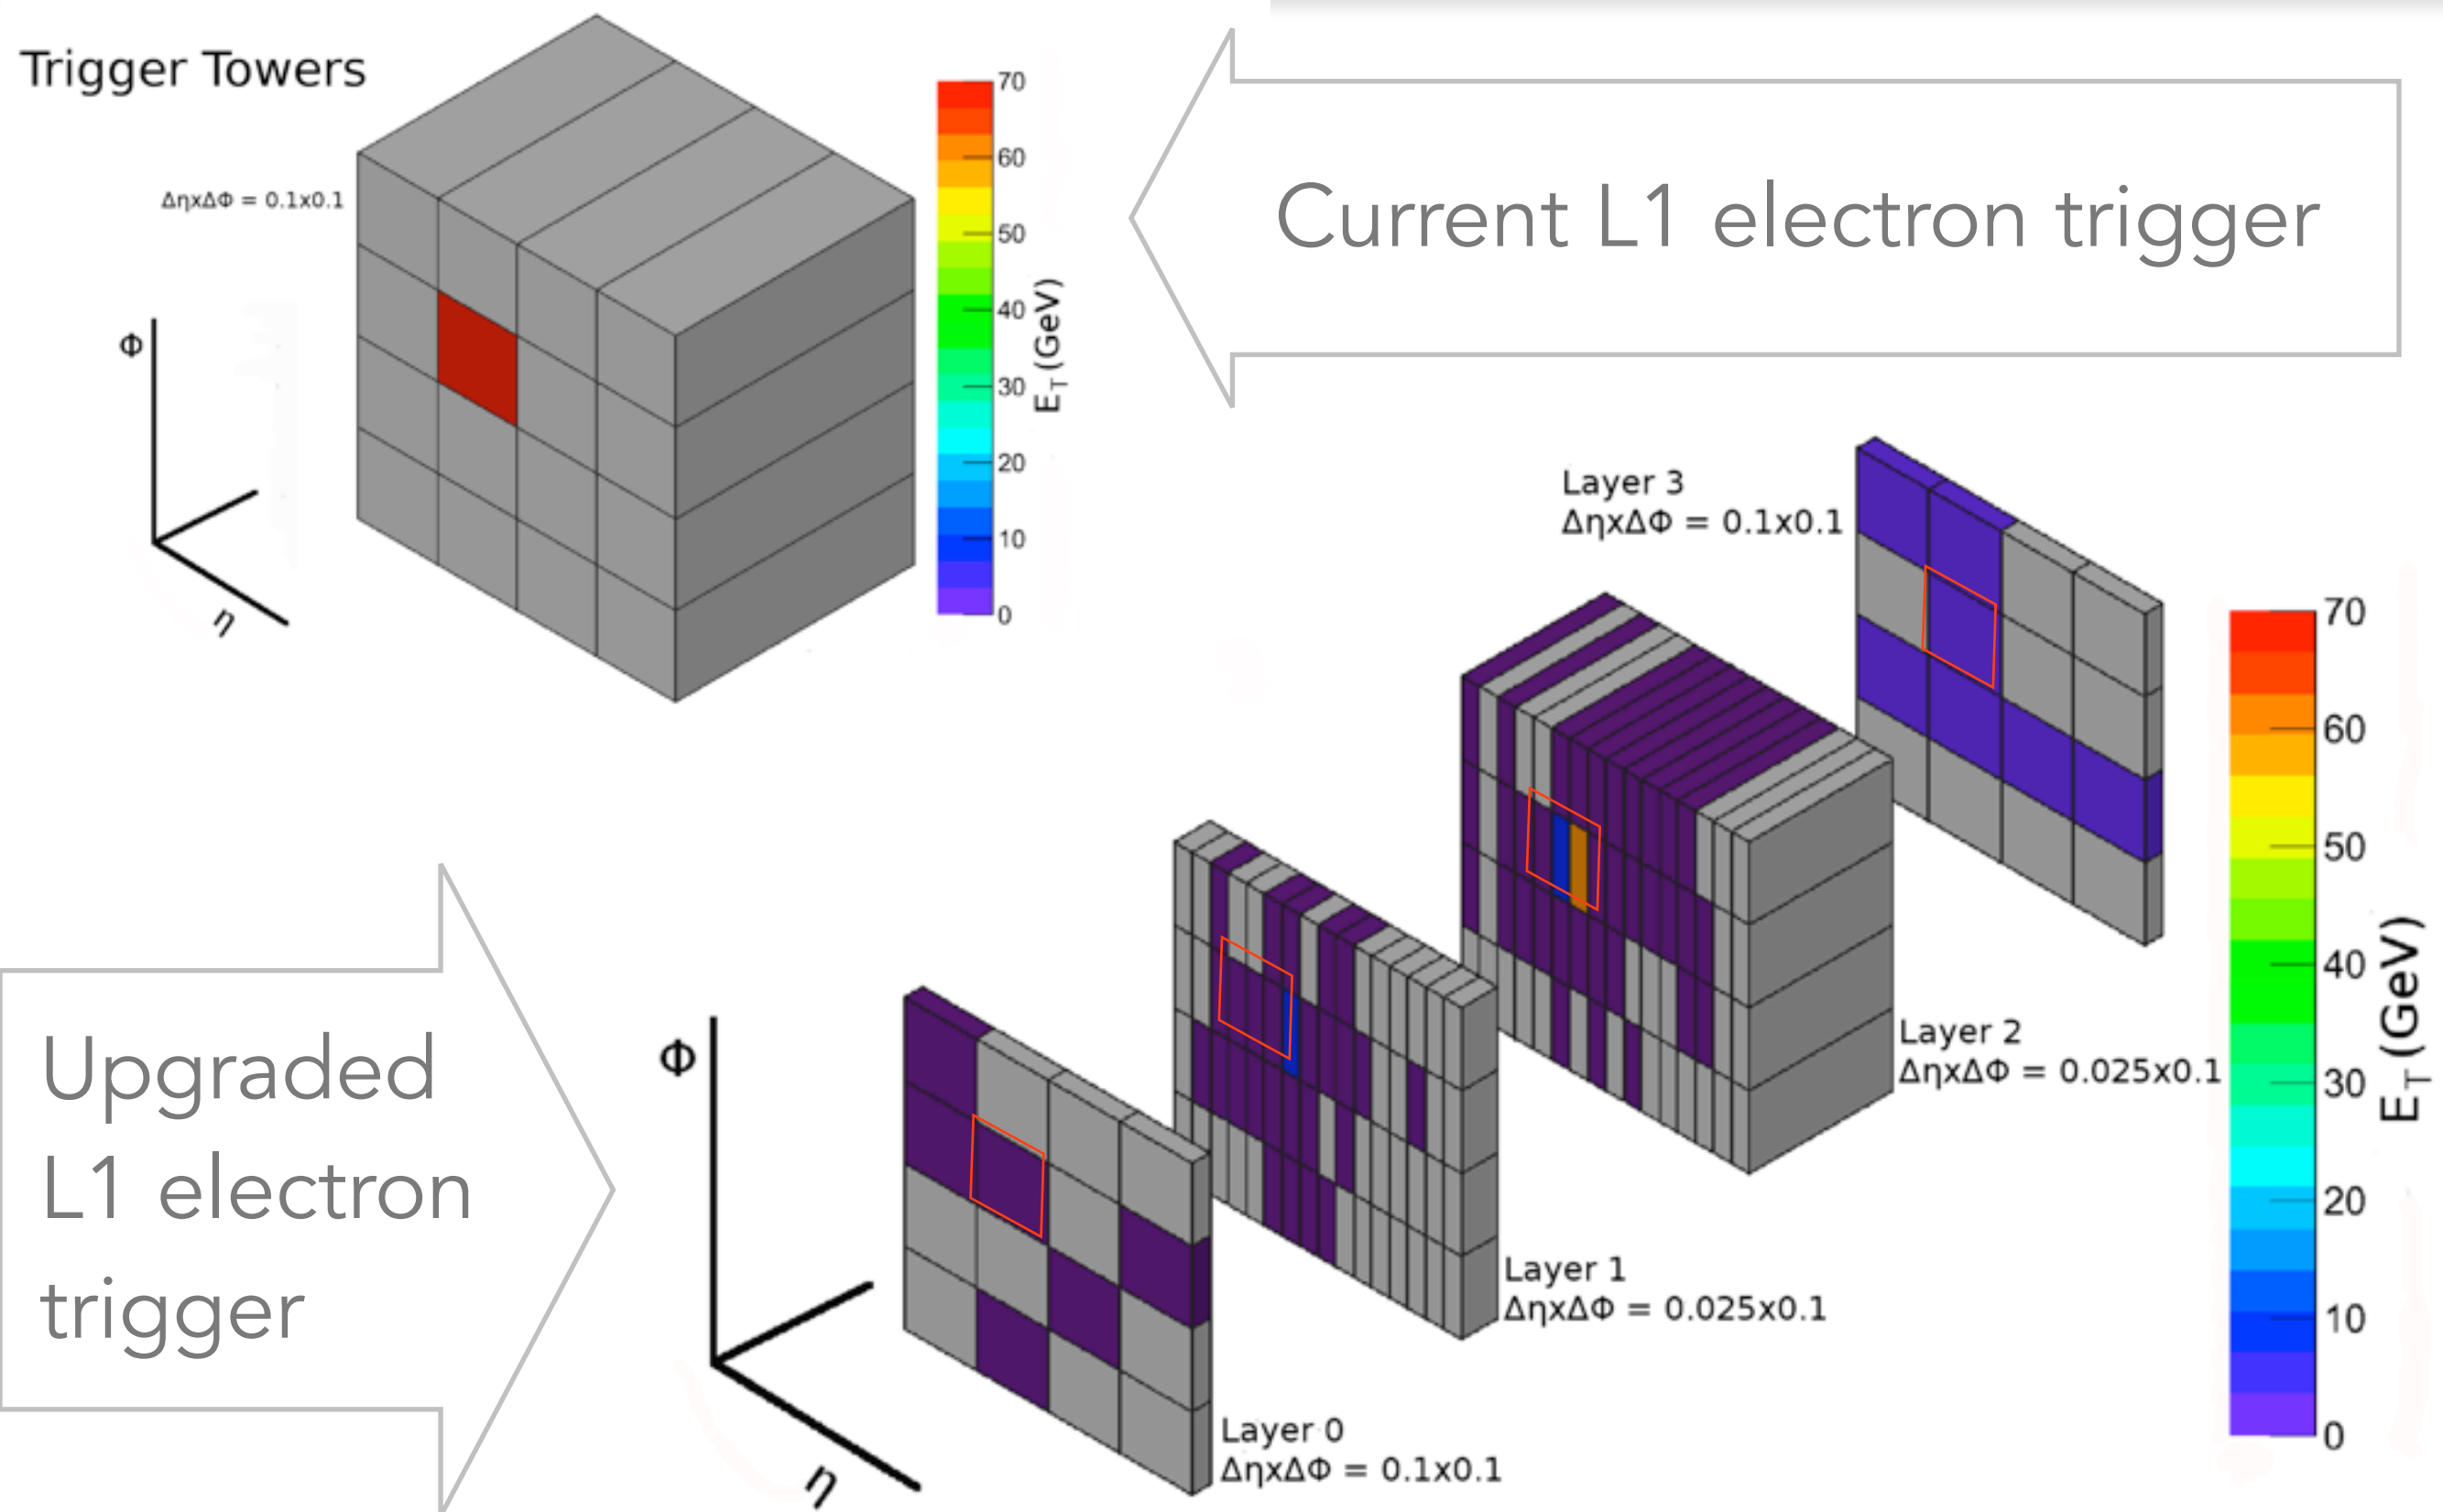 Trigger Towers
ΔηxΔΦ = 0.1x0.1
Φ
η
70
60
50
40
30
20
10
0
E_T (GeV)
Current L1 electron trigger
Layer 3
ΔηxΔΦ = 0.1x0.1
Layer 2
ΔηxΔΦ = 0.025x0.1
Layer 1
ΔηxΔΦ = 0.025x0.1
Layer 0
ΔηxΔΦ = 0.1x0.1
Φ
η
70
60
50
40
30
20
10
0
E_T (GeV)
Upgraded
L1 electron
trigger